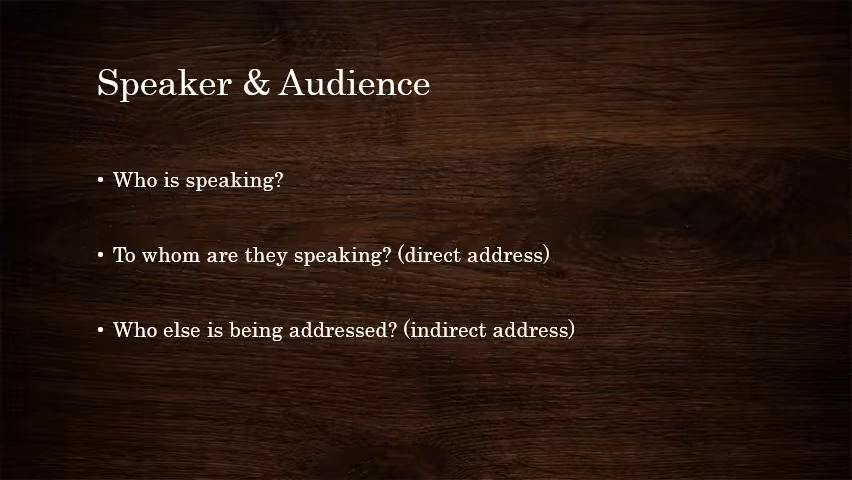 Speaker & Audience
• Who is speaking?
• To whom are they speaking? (direct address)
• Who else is being addressed? (indirect address)